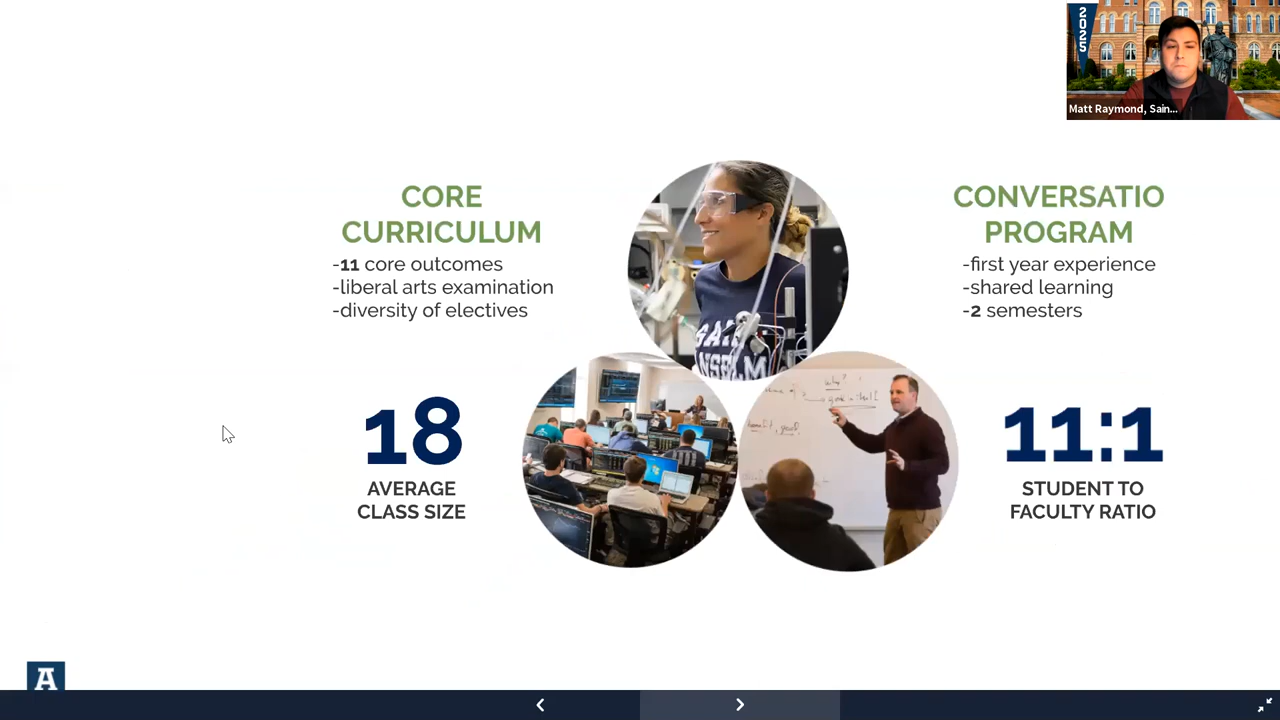 2025
Matt Raymond, Sain...
CORE
CURRICULUM
-11 core outcomes
-liberal arts examination
-diversity of electives
CONVERSATIO
PROGRAM
-first year experience
-shared learning
-2 semesters
18
AVERAGE
CLASS SIZE
11:1
STUDENT TO
FACULTY RATIO
A